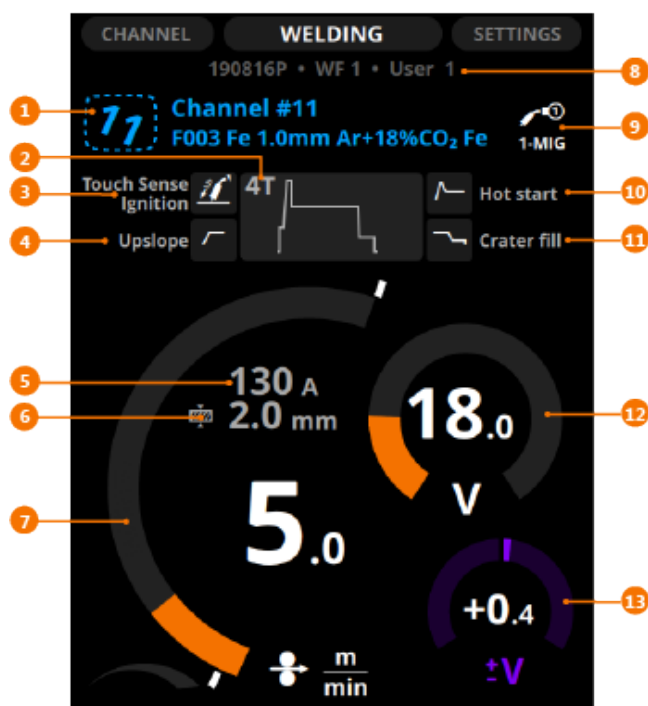 CHANNEL WELDING SETTINGS
190816P • WF 1 • User 1
8
1
11
Channel #11
F003 Fe 1.0mm Ar+18%CO₂ Fe
1
1-MIG
9
2
3
Touch Sense
Ignition
4T
Hot start
10
4
Upslope
Crater fill
11
5
130 A
6
2.0 mm
18.0
V
12
7
5.0
m
min
+0.4
±V
13